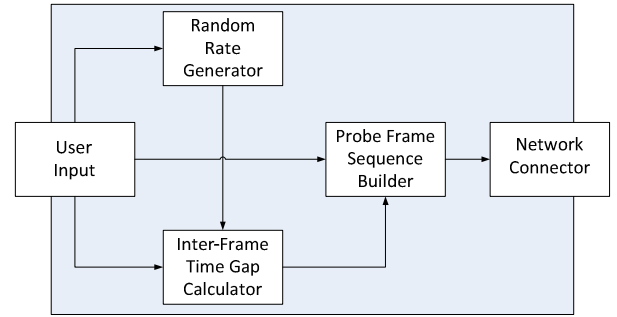 Random
Rate
Generator
User
Input
Probe Frame
Sequence
Builder
Network
Connector
Inter-Frame
Time Gap
Calculator